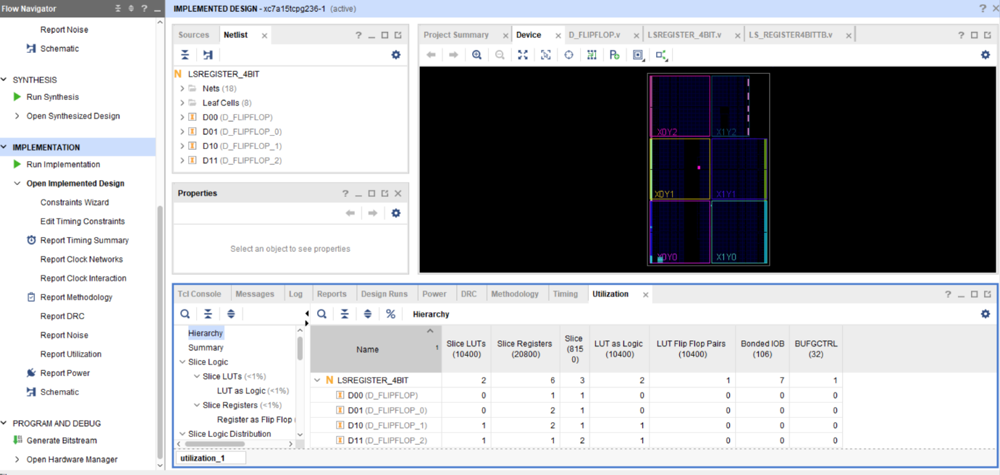 Flow Navigator ?
Report Noise
Schematic
SYNTHESIS
Run Synthesis
Open Synthesized Design
IMPLEMENTATION
Run Implementation
Open Implemented Design
Constraints Wizard
Edit Timing Constraints
Report Timing Summary
Report Clock Networks
Report Clock Interaction
Report Methodology
Report DRC
Report Noise
Report Utilization
Report Power
Schematic
PROGRAM AND DEBUG
Generate Bitstream
Open Hardware Manager
IMPLEMENTED DESIGN - xc7a15tcpg236-1 (active) ?
Sources Netlist ?
N LSREGISTER_4BIT
Nets (18)
Leaf Cells (8)
D00 (D_FLIPFLOP)
D01 (D_FLIPFLOP_0)
D10 (D_FLIPFLOP_1)
D11 (D_FLIPFLOP_2)
Properties ?
Select an object to see properties
Project Summary Device D_FLIPFLOP.v LSREGISTER_4BIT.v LS_REGISTER4BITTB.v ?
X0Y2 X1Y2
X0Y1 X1Y1
X0Y0 X1Y0
Tcl Console Messages Log Reports Design Runs Power DRC Methodology Timing Utilization ?
Hierarchy
Summary
Slice Logic
Slice LUTs (<1%)
LUT as Logic (<1%)
Slice Registers (<1%)
Register as Flip Flop (
Slice Logic Distribution
% Hierarchy
Name 1 Slice LUTs (10400) Slice Registers (20800) Slice (8150) LUT as Logic (10400) LUT Flip Flop Pairs (10400) Bonded IOB (106) BUFGCTRL (32)
N LSREGISTER_4BIT 2 6 3 2 1 7 1
D00 (D_FLIPFLOP) 0 1 1 0 0 0 0
D01 (D_FLIPFLOP_0) 0 2 1 0 0 0 0
D10 (D_FLIPFLOP_1) 1 2 1 1 0 0 0
D11 (D_FLIPFLOP_2) 1 1 2 1 0 0 0
utilization_1